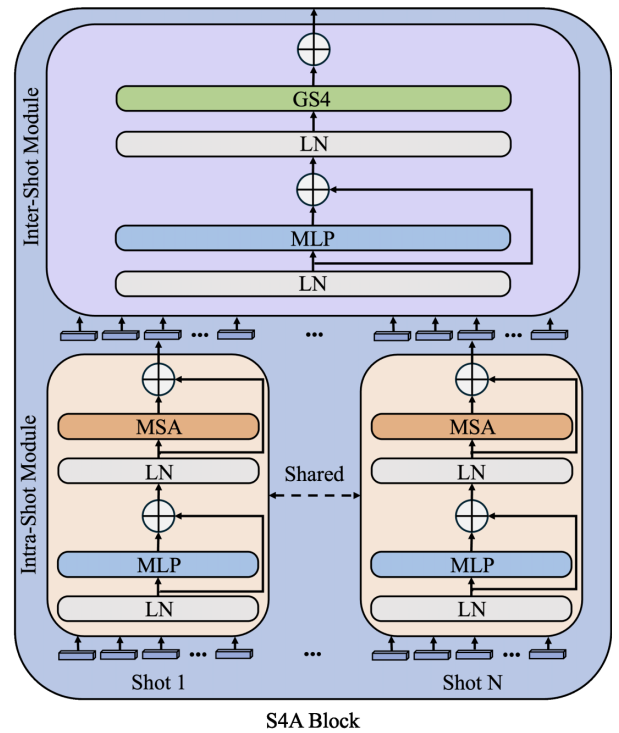 Inter-Shot Module
GS4
LN
MLP
LN
...
...
...
Intra-Shot Module
MSA
MSA
LN
Shared
LN
MLP
MLP
LN
LN
...
...
...
Shot 1
Shot N
S4A Block